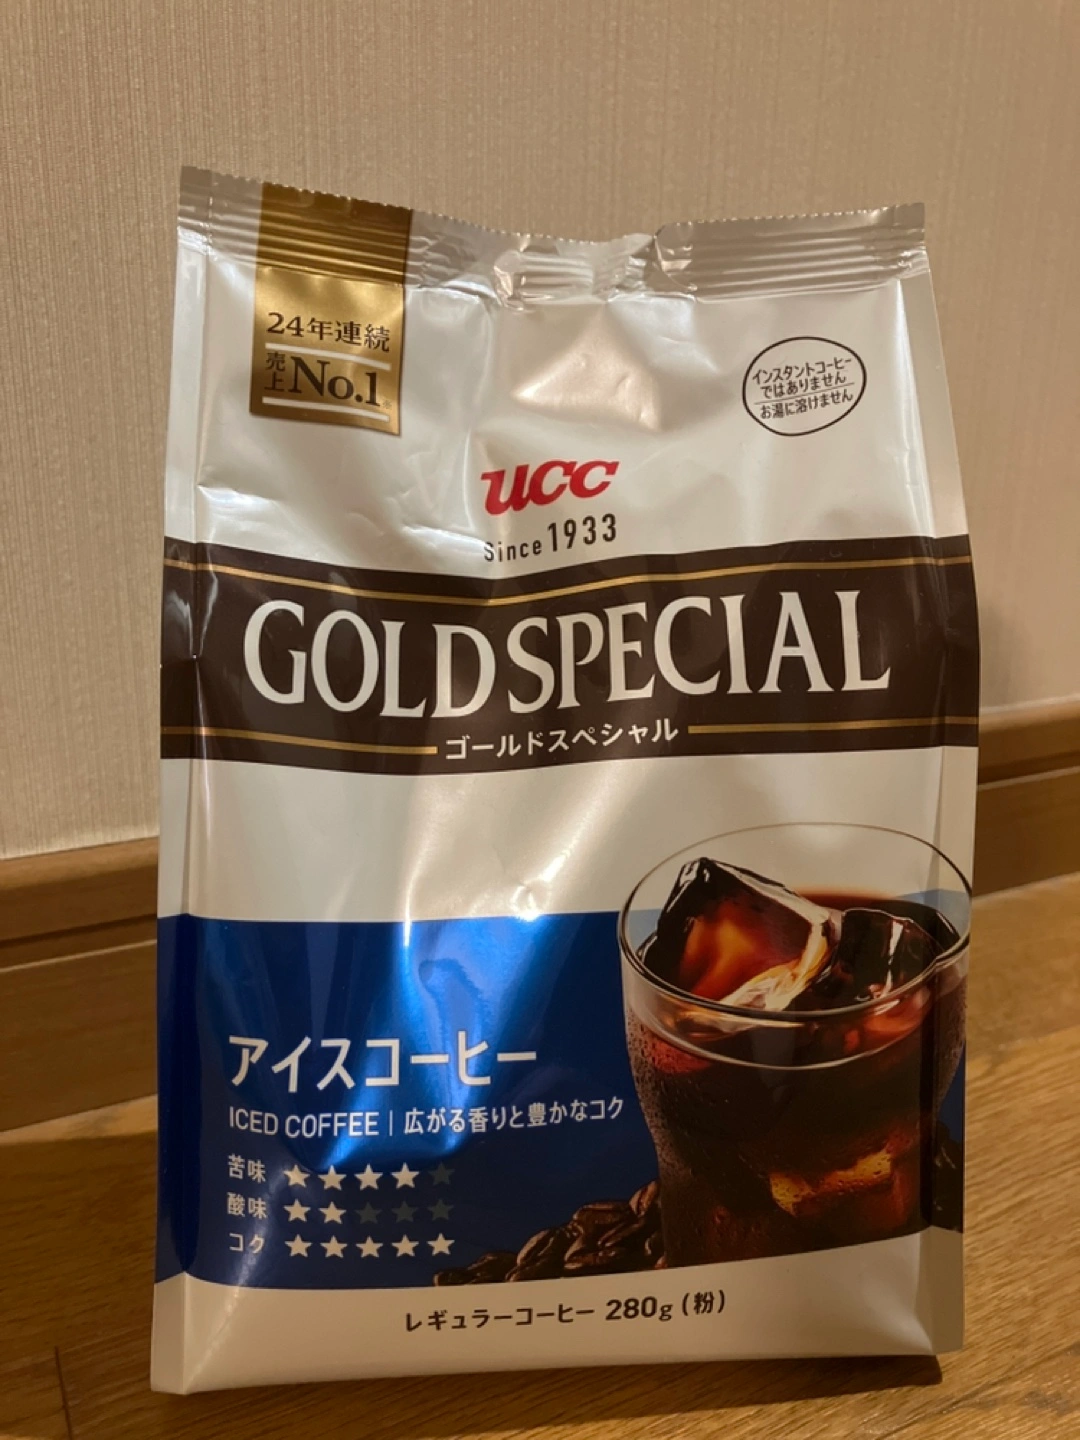 24年連続
売上No.1
インスタントコーヒー
ではありません
お湯に溶けません
UCC
Since 1933
GOLD SPECIAL
ゴールドスペシャル
アイスコーヒー
ICED COFFEE | 広がる香りと豊かなコク
苦味 ★★★★★
酸味 ★★★★★
コク ★★★★★
レギュラーコーヒー 280g (粉)